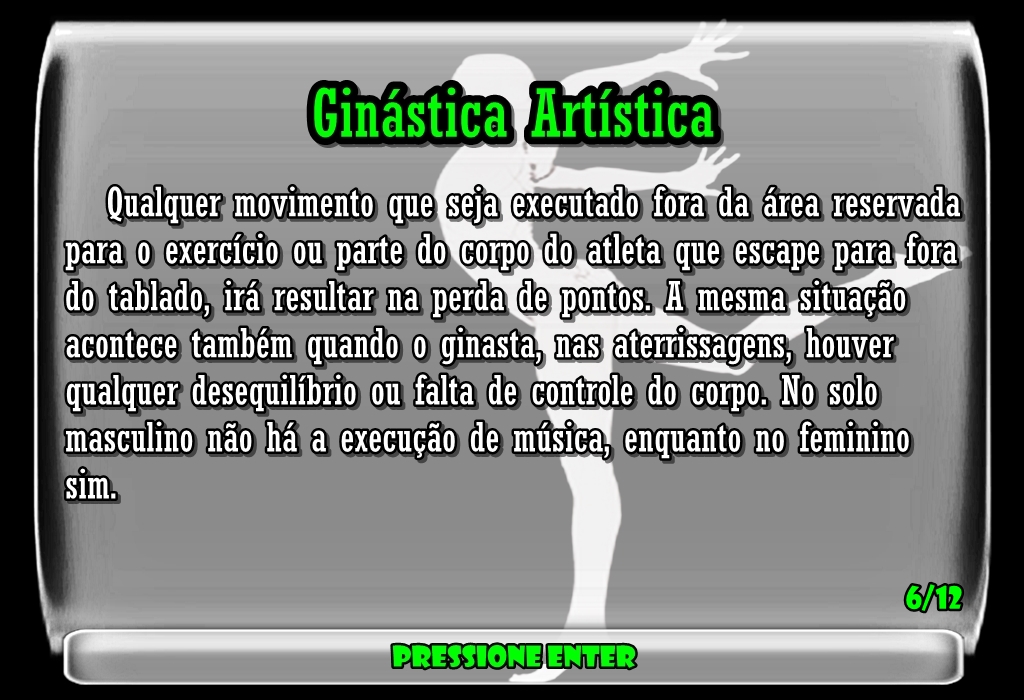 Ginástica Artística
Qualquer movimento que seja executado fora da área reservada
para o exercício ou parte do corpo do atleta que escape para fora
do tablado, irá resultar na perda de pontos. A mesma situação
acontece também quando o ginasta, nas aterrissagens, houver
qualquer desequilíbrio ou falta de controle do corpo. No solo
masculino não há a execução de música, enquanto no feminino
sim.
6/12
PRESSIONE ENTER